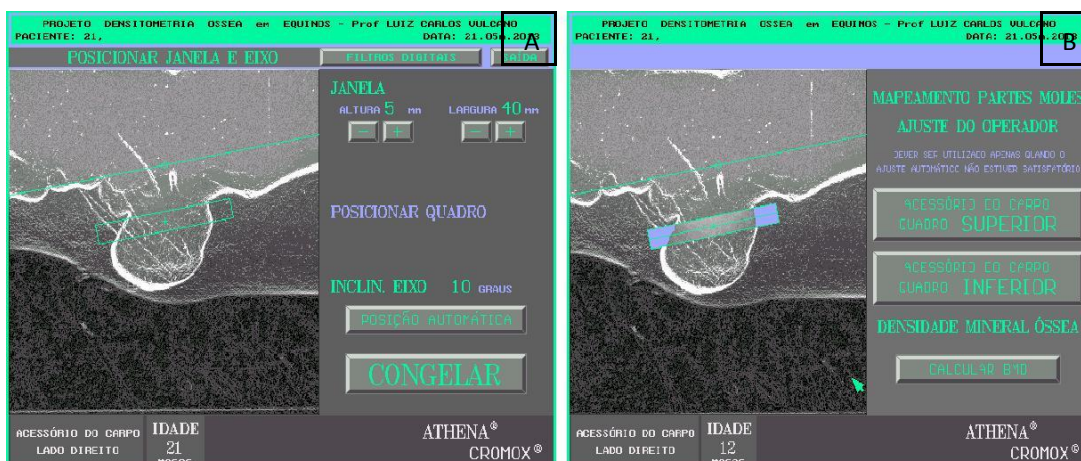 PROJETO DENSITOMETRIA OSSEA em EQUINOS - Prof LUIZ CARLOS VULCANO
PACIENTE: 21,
A
POSICIONAR JANELA E EIXO
FILTROS DIGITAIS
SAÍDA
JANELA
ALTURA 5 mm LARGURA 40 mm
- + - +
POSICIONAR QUADRO
INCLIN. EIXO 10 GRAUS
POSIÇÃO AUTOMÁTICA
CONGELAR
ACESSÓRIO DO CARPO
LADO DIREITO
IDADE
21
ATHENA®
CROMOX®
PROJETO DENSITOMETRIA OSSEA em EQUINOS - Prof LUIZ CARLOS VULCANO
PACIENTE: 21,
B
MAPEAMENTO PARTES MOLES
AJUSTE DO OPERADOR
DEVER SER UTILIZADO APENAS QUANDO O
AJUSTE AUTOMÁTICO NÃO ESTIVER SATISFATÓRIO
ACESSÓRIO DO CARPO
QUADRO SUPERIOR
ACESSÓRIO DO CARPO
QUADRO INFERIOR
DENSIDADE MINERAL ÓSSEA
CALCULAR BMD
ACESSÓRIO DO CARPO
LADO DIREITO
IDADE
12
ATHENA®
CROMOX®